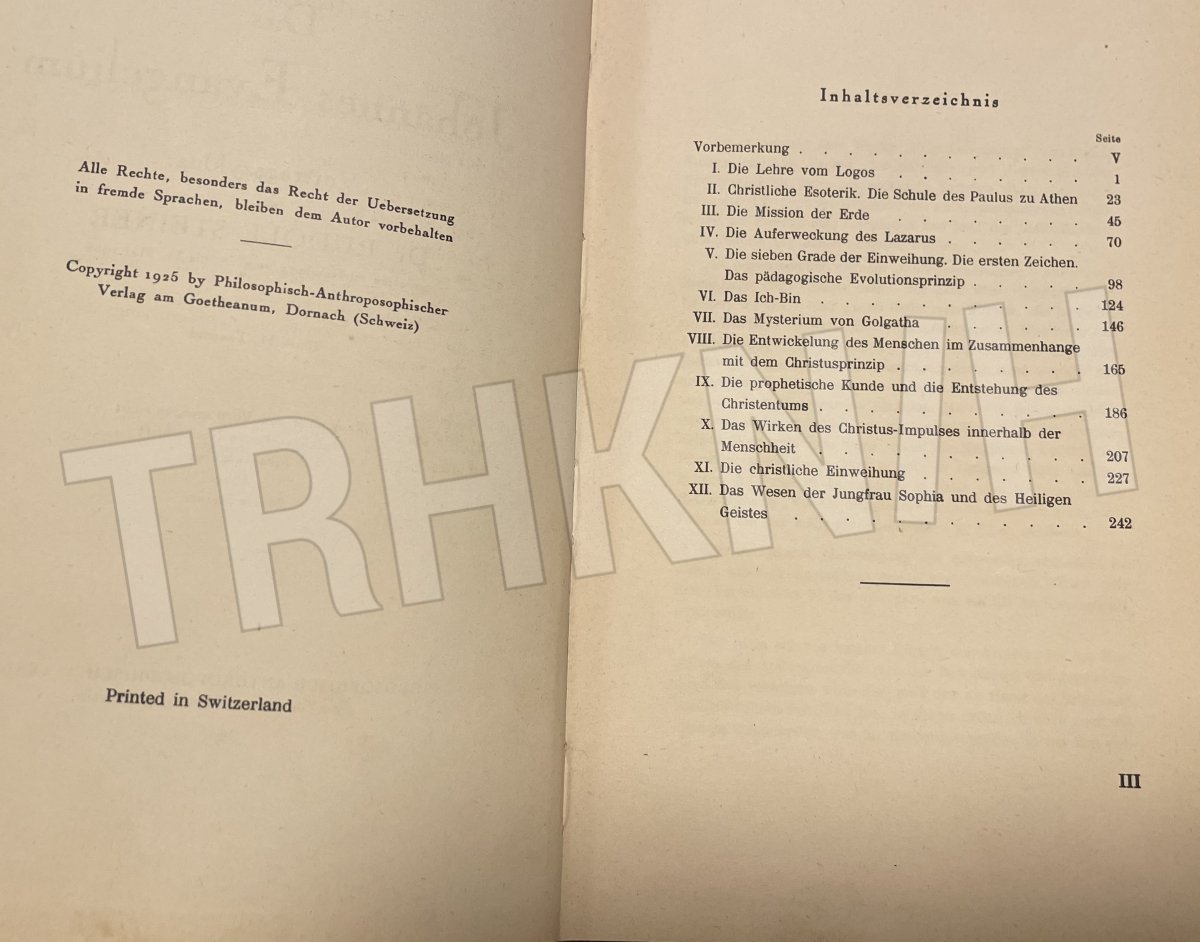 Alle Rechte, besonders das Recht der Uebersetzung
in fremde Sprachen, bleiben dem Autor vorbehalten
Copyright 1925 by Philosophisch-Anthroposophischer
Verlag am Goetheanum, Dornach (Schweiz)
Printed in Switzerland
Inhaltsverzeichnis
Seite
Vorbemerkung . . . . . . . . . . . . V
I. Die Lehre vom Logos . . . . . . . . 1
II. Christliche Esoterik. Die Schule des Paulus zu Athen 23
III. Die Mission der Erde . . . . . . . . 45
IV. Die Auferweckung des Lazarus . . . . . . 70
V. Die sieben Grade der Einweihung. Die ersten Zeichen.
Das pädagogische Evolutionsprinzip . . . . . 98
VI. Das Ich-Bin . . . . . . . . . . . 124
VII. Das Mysterium von Golgatha . . . . . . 146
VIII. Die Entwickelung des Menschen im Zusammenhange
mit dem Christusprinzip . . . . . . . . 165
IX. Die prophetische Kunde und die Entstehung des
Christentums . . . . . . . . . . . 186
X. Das Wirken des Christus-Impulses innerhalb der
Menschheit . . . . . . . . . . . 207
XI. Die christliche Einweihung . . . . . . . 227
XII. Das Wesen der Jungfrau Sophia und des Heiligen
Geistes . . . . . . . . . . . . 242
III
TRHKNIH